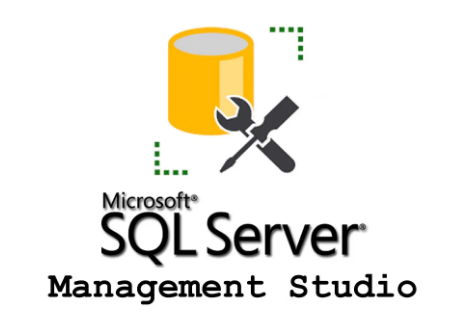 Microsoft®
SQL Server®
Management Studio